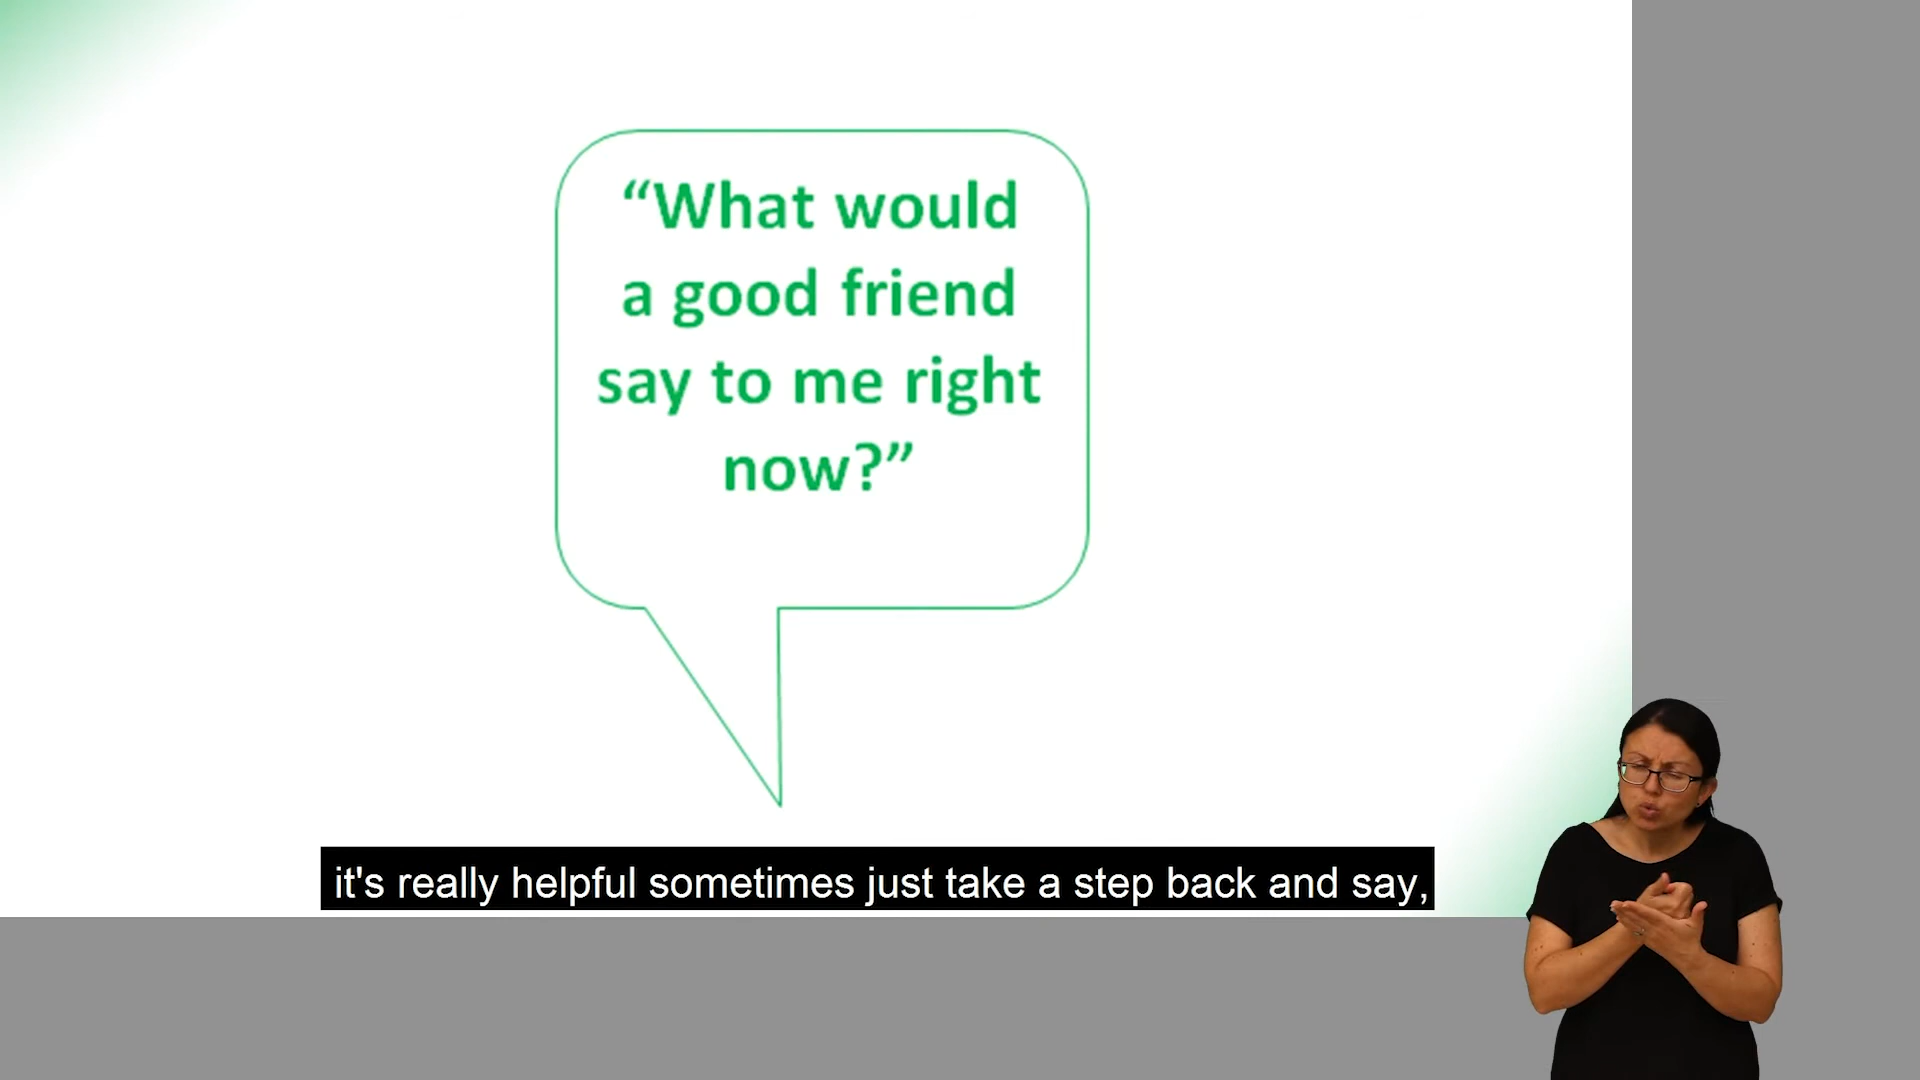 “What would
a good friend
say to me right
now?”
it's really helpful sometimes just take a step back and say,